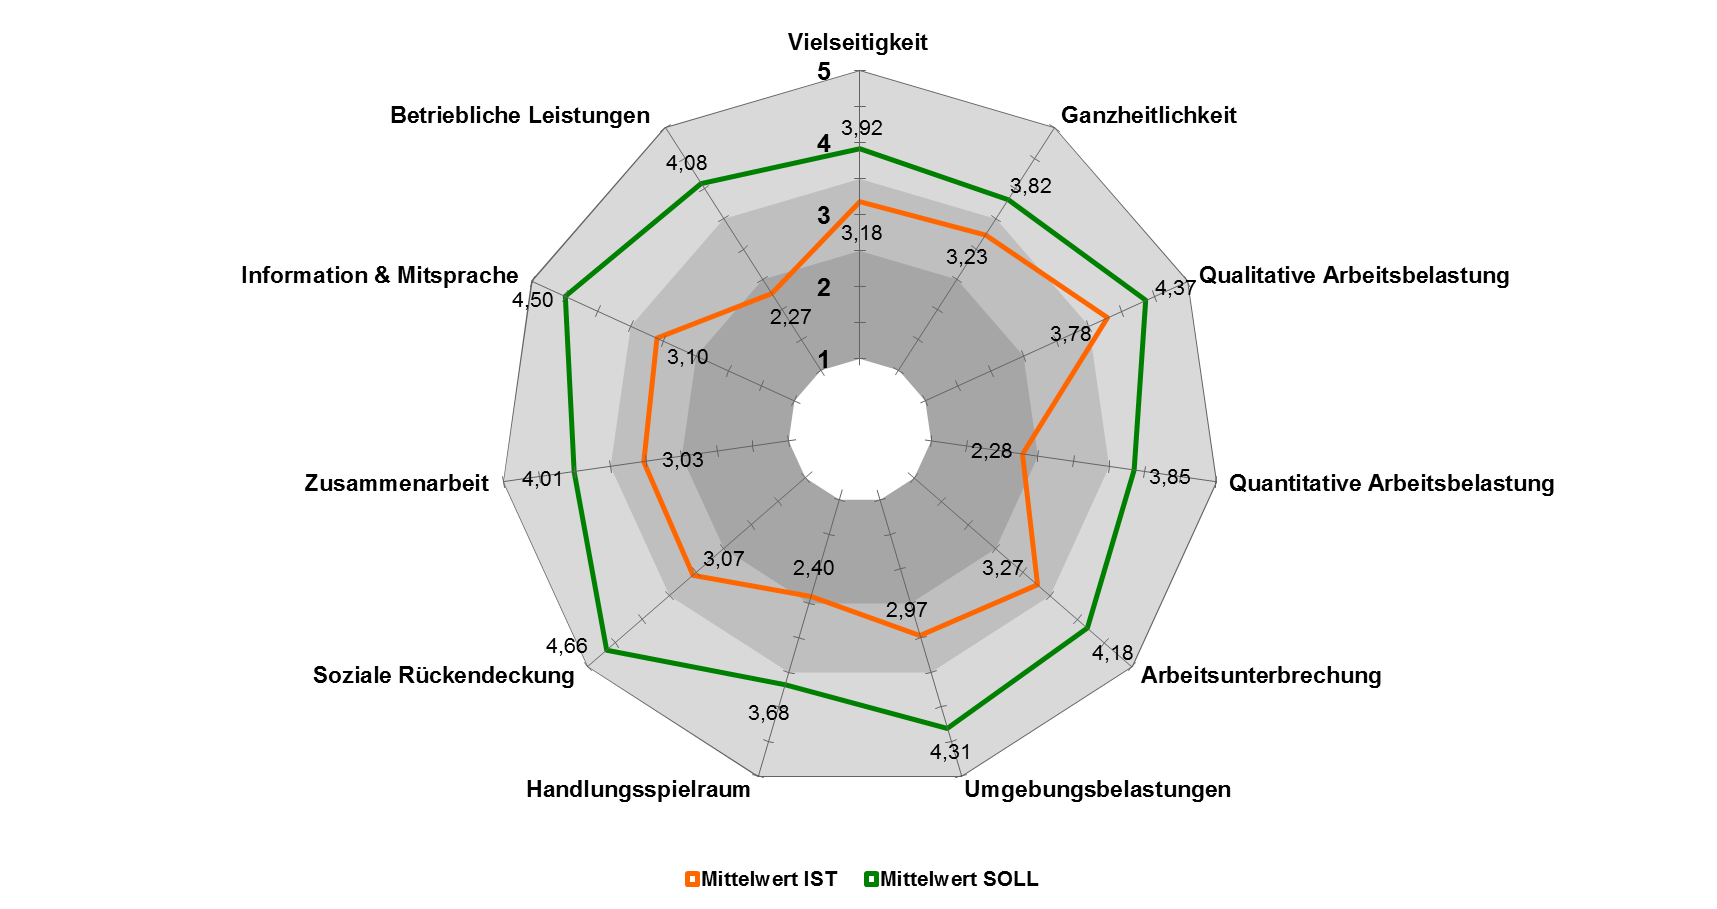 Vielseitigkeit
5
Betriebliche Leistungen
Ganzheitlichkeit
3,92
4
4,08
3,82
3
3,18
3,23
Information & Mitsprache
Qualitative Arbeitsbelastung
4,50
4,37
2
2,27
3,78
3,10
1
2,28
3,03
Zusammenarbeit
4,01
3,85
Quantitative Arbeitsbelastung
3,07
2,40
3,27
2,97
4,66
4,18
Soziale Rückendeckung
Arbeitsunterbrechung
3,68
4,31
Handlungsspielraum
Umgebungsbelastungen
Mittelwert IST
Mittelwert SOLL